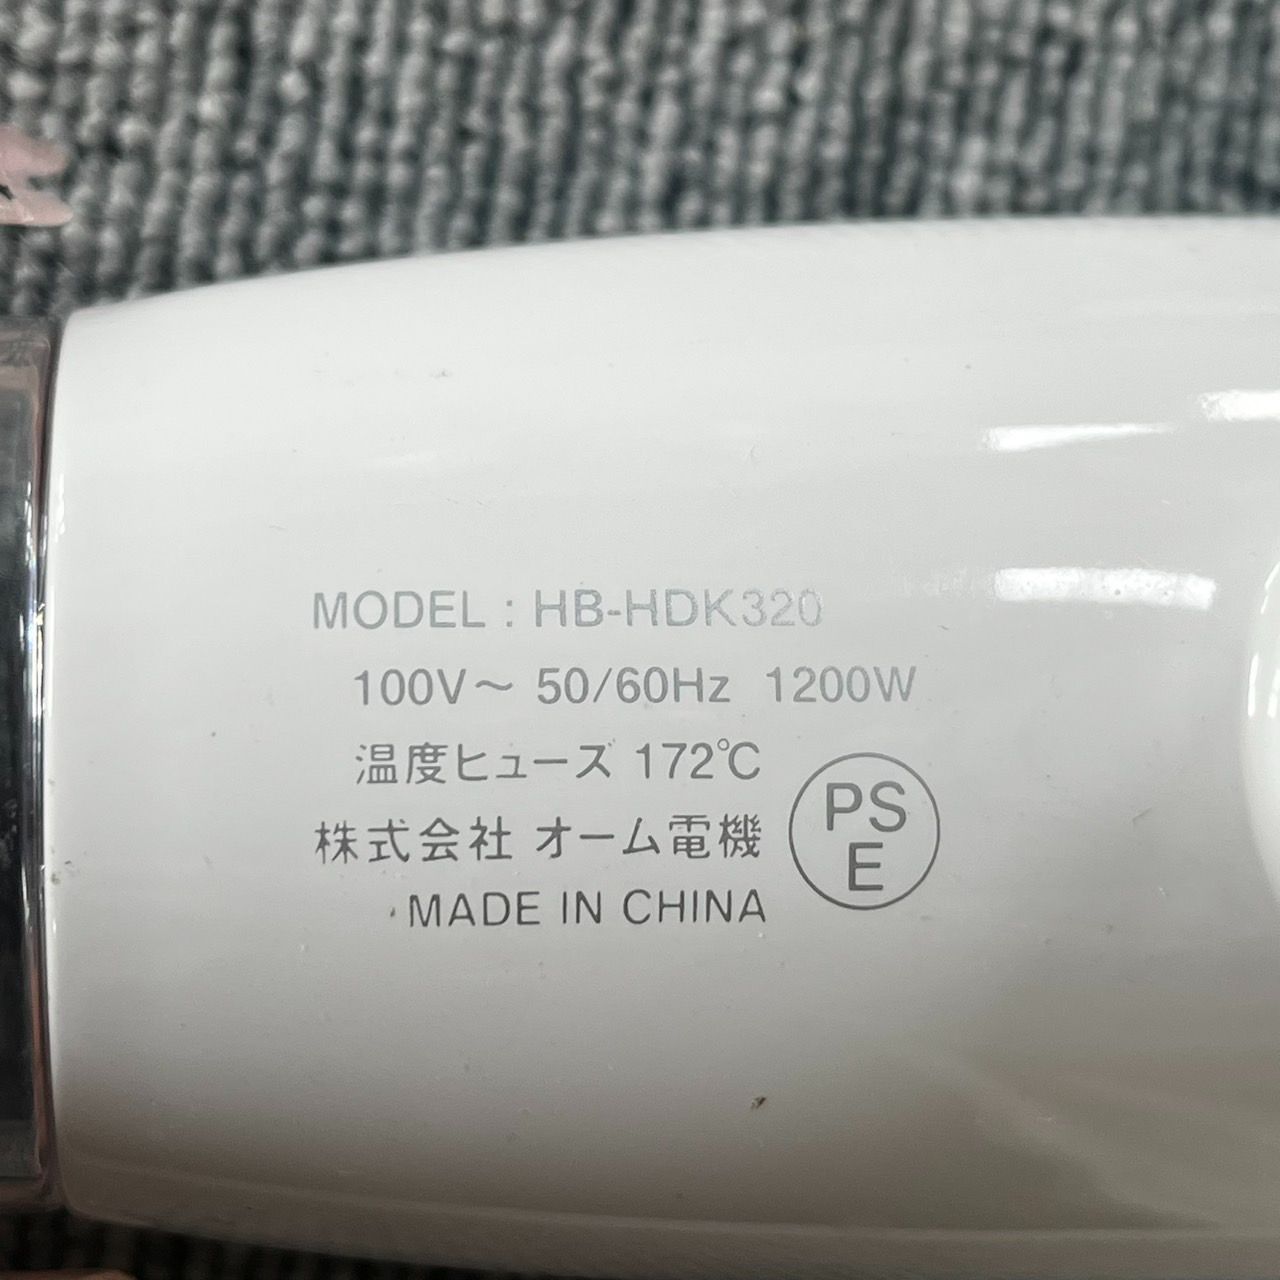 MODEL : HB-HDK320
100V～ 50/60Hz 1200W
温度ヒューズ 172℃
株式会社 オーム電機
MADE IN CHINA
PS
E